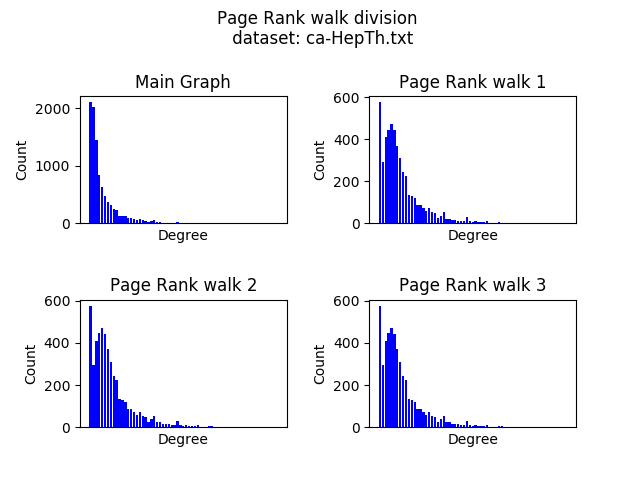 Page Rank walk division
dataset: ca-HepTh.txt
Main Graph
2000
1000
0
Count
Degree
Page Rank walk 1
600
400
200
0
Count
Degree
Page Rank walk 2
600
400
200
0
Count
Degree
Page Rank walk 3
600
400
200
0
Count
Degree